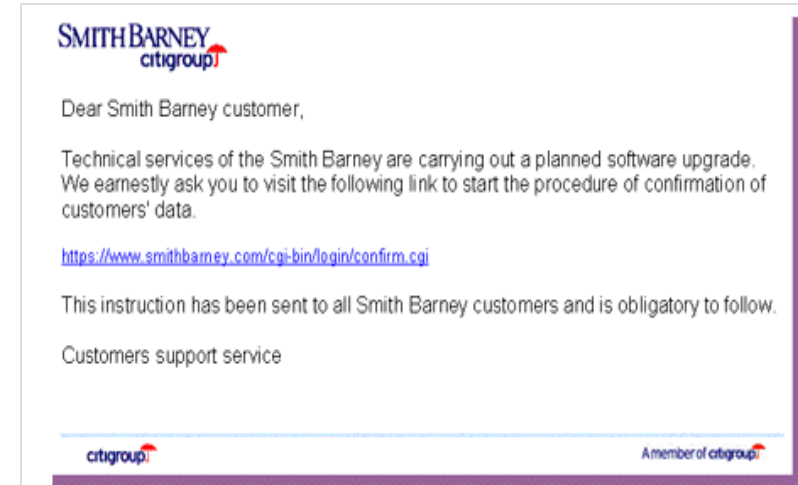 SMITH BARNEY
citigroup
Dear Smith Barney customer,
Technical services of the Smith Barney are carrying out a planned software upgrade.
We earnestly ask you to visit the following link to start the procedure of confirmation of
customers' data.
https://www.smithbarney.com/cgi-bin/login/confirm.cgi
This instruction has been sent to all Smith Barney customers and is obligatory to follow.
Customers support service
citigroup
A member of citigroup